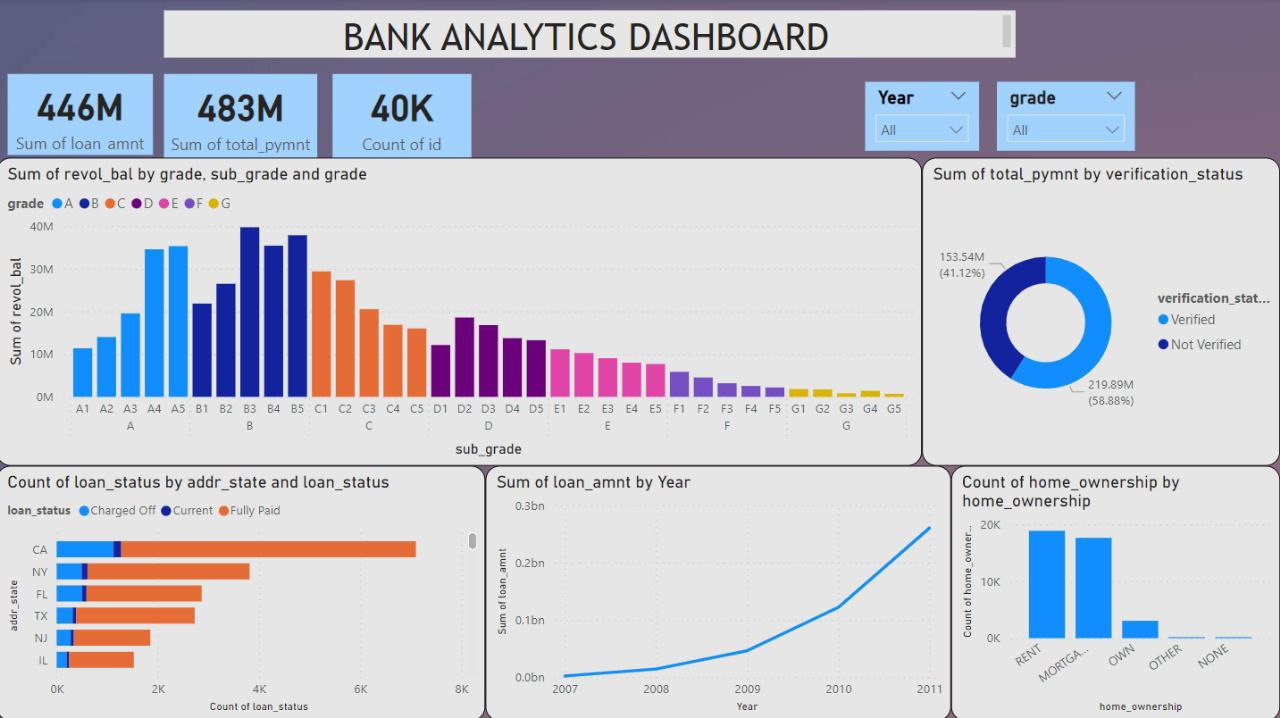 BANK ANALYTICS DASHBOARD
446M
Sum of loan_amnt
483M
Sum of total_pymnt
40K
Count of id
Year
All
grade
All
Sum of revol_bal by grade, sub_grade and grade
grade A B C D E F G
Sum of revol_bal
40M
30M
20M
10M
0M
A1 A2 A3 A4 A5 B1 B2 B3 B4 B5 C1 C2 C3 C4 C5 D1 D2 D3 D4 D5 E1 E2 E3 E4 E5 F1 F2 F3 F4 F5 G1 G2 G3 G4 G5
A B C D E F G
sub_grade
Sum of total_pymnt by verification_status
153.54M
(41.12%)
219.89M
(58.88%)
verification_stat...
Verified
Not Verified
Count of loan_status by addr_state and loan_status
loan_status Charged Off Current Fully Paid
addr_state
CA
NY
FL
TX
NJ
IL
0K 2K 4K 6K 8K
Count of loan_status
Sum of loan_amnt by Year
Sum of loan_amnt
0.3bn
0.2bn
0.1bn
0.0bn
2007 2008 2009 2010 2011
Year
Count of home_ownership by
home_ownership
Count of home_owner...
20K
10K
0K
RENT MORTGA... OWN OTHER NONE
home_ownership